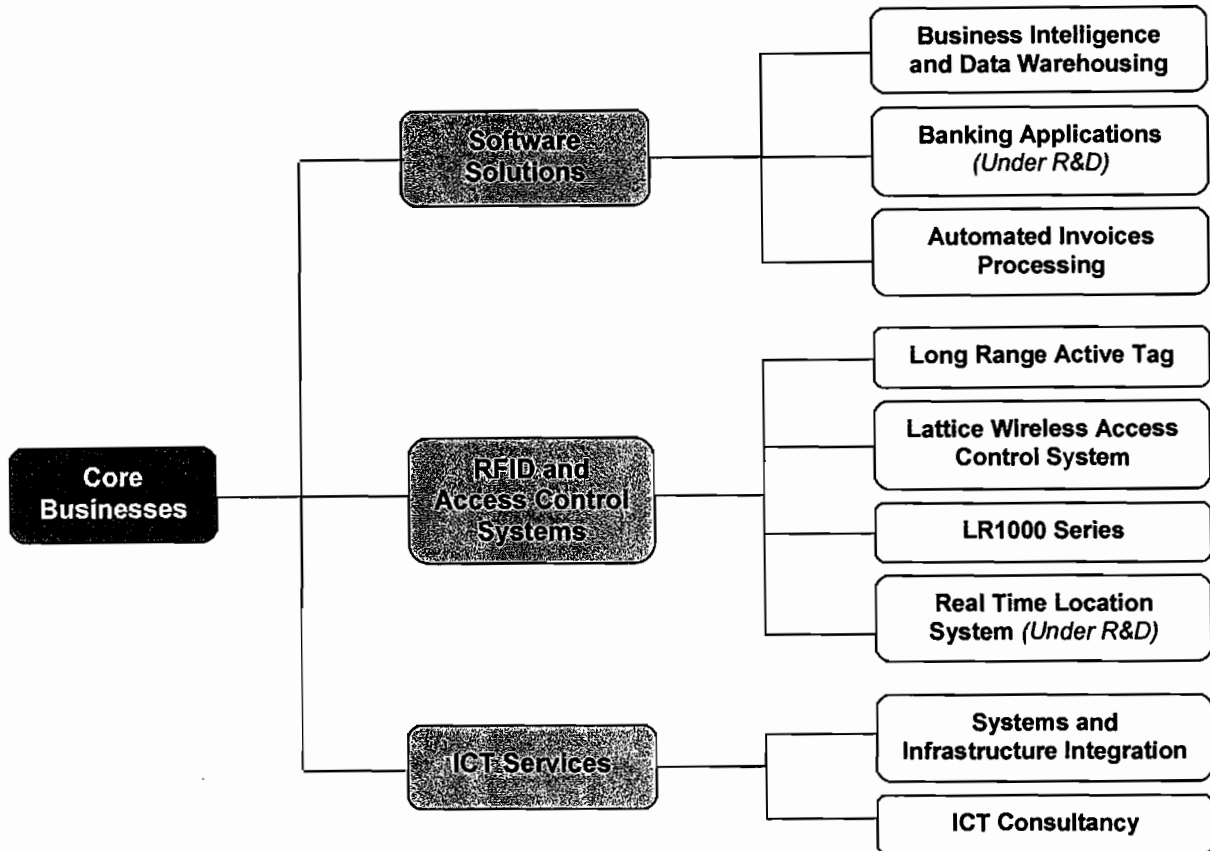 Core
Businesses
Software
Solutions
Business Intelligence
and Data Warehousing
Banking Applications
(Under R&D)
Automated Invoices
Processing
RFID and
Access Control
Systems
Long Range Active Tag
Lattice Wireless Access
Control System
LR1000 Series
Real Time Location
System (Under R&D)
ICT Services
Systems and
Infrastructure Integration
ICT Consultancy